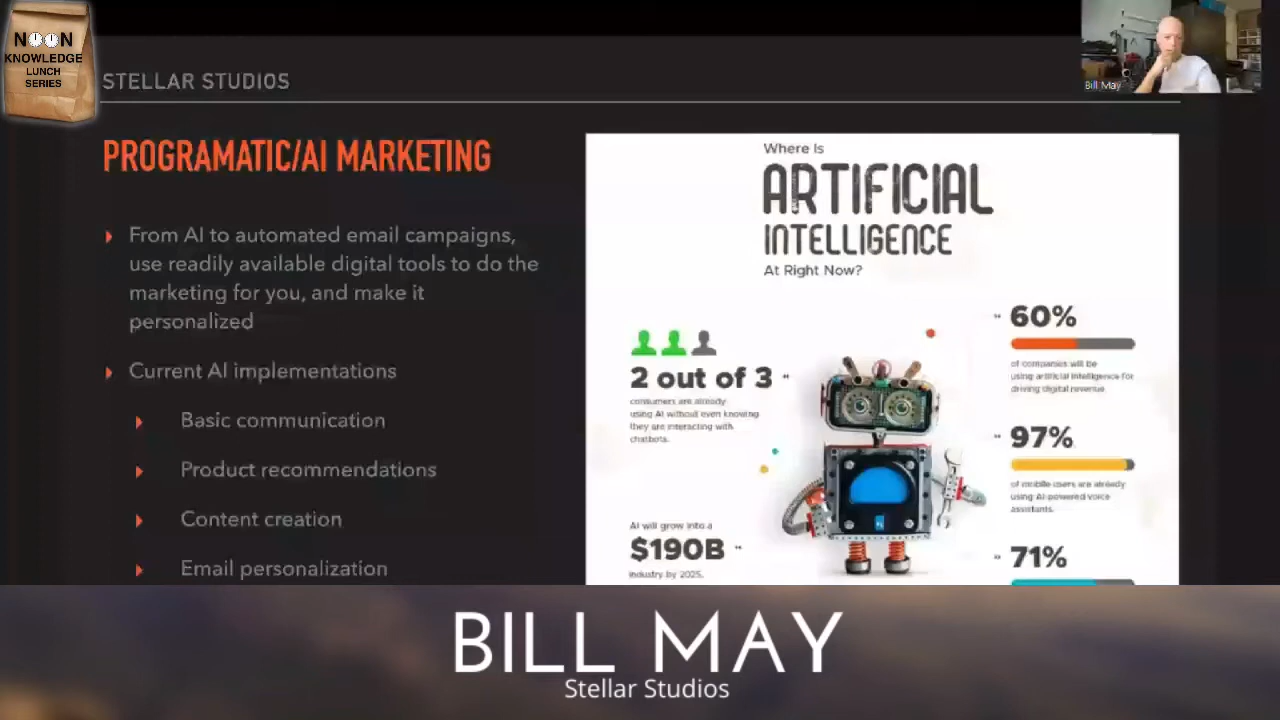 NOON
KNOWLEDGE
LUNCH
SERIES
STELLAR STUDIOS
Bill May
PROGRAMATIC/AI MARKETING
From AI to automated email campaigns,
use readily available digital tools to do the
marketing for you, and make it
personalized
Current AI implementations
Basic communication
Product recommendations
Content creation
Email personalization
Where Is
ARTIFICIAL
INTELLIGENCE
At Right Now?
2 out of 3
consumers are already
using AI without even knowing
they are interacting with
chatbots.
AI will grow into a
$190B
industry by 2025.
60%
of companies will be
using artificial intelligence for
driving digital revenue.
97%
of mobile users are already
using AI-powered voice
assistants.
71%
BILL MAY
Stellar Studios